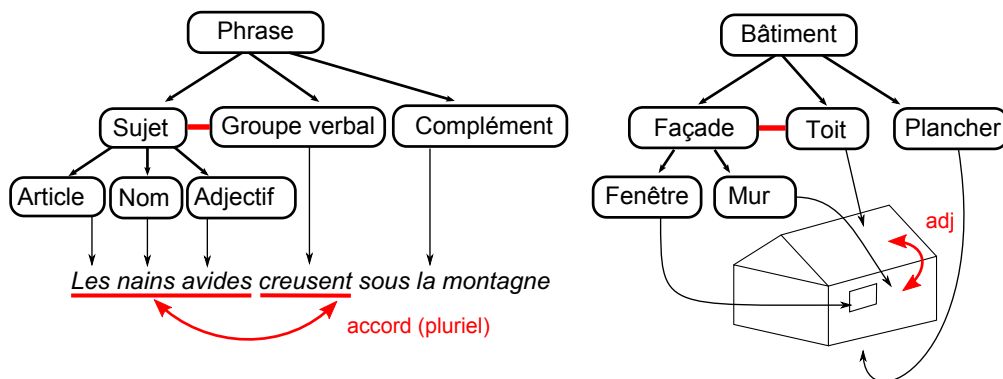 Phrase
Sujet
Groupe verbal
Complément
Article
Nom
Adjectif
Les nains avides creusent sous la montagne
accord (pluriel)
Bâtiment
Façade
Toit
Plancher
Fenêtre
Mur
adj